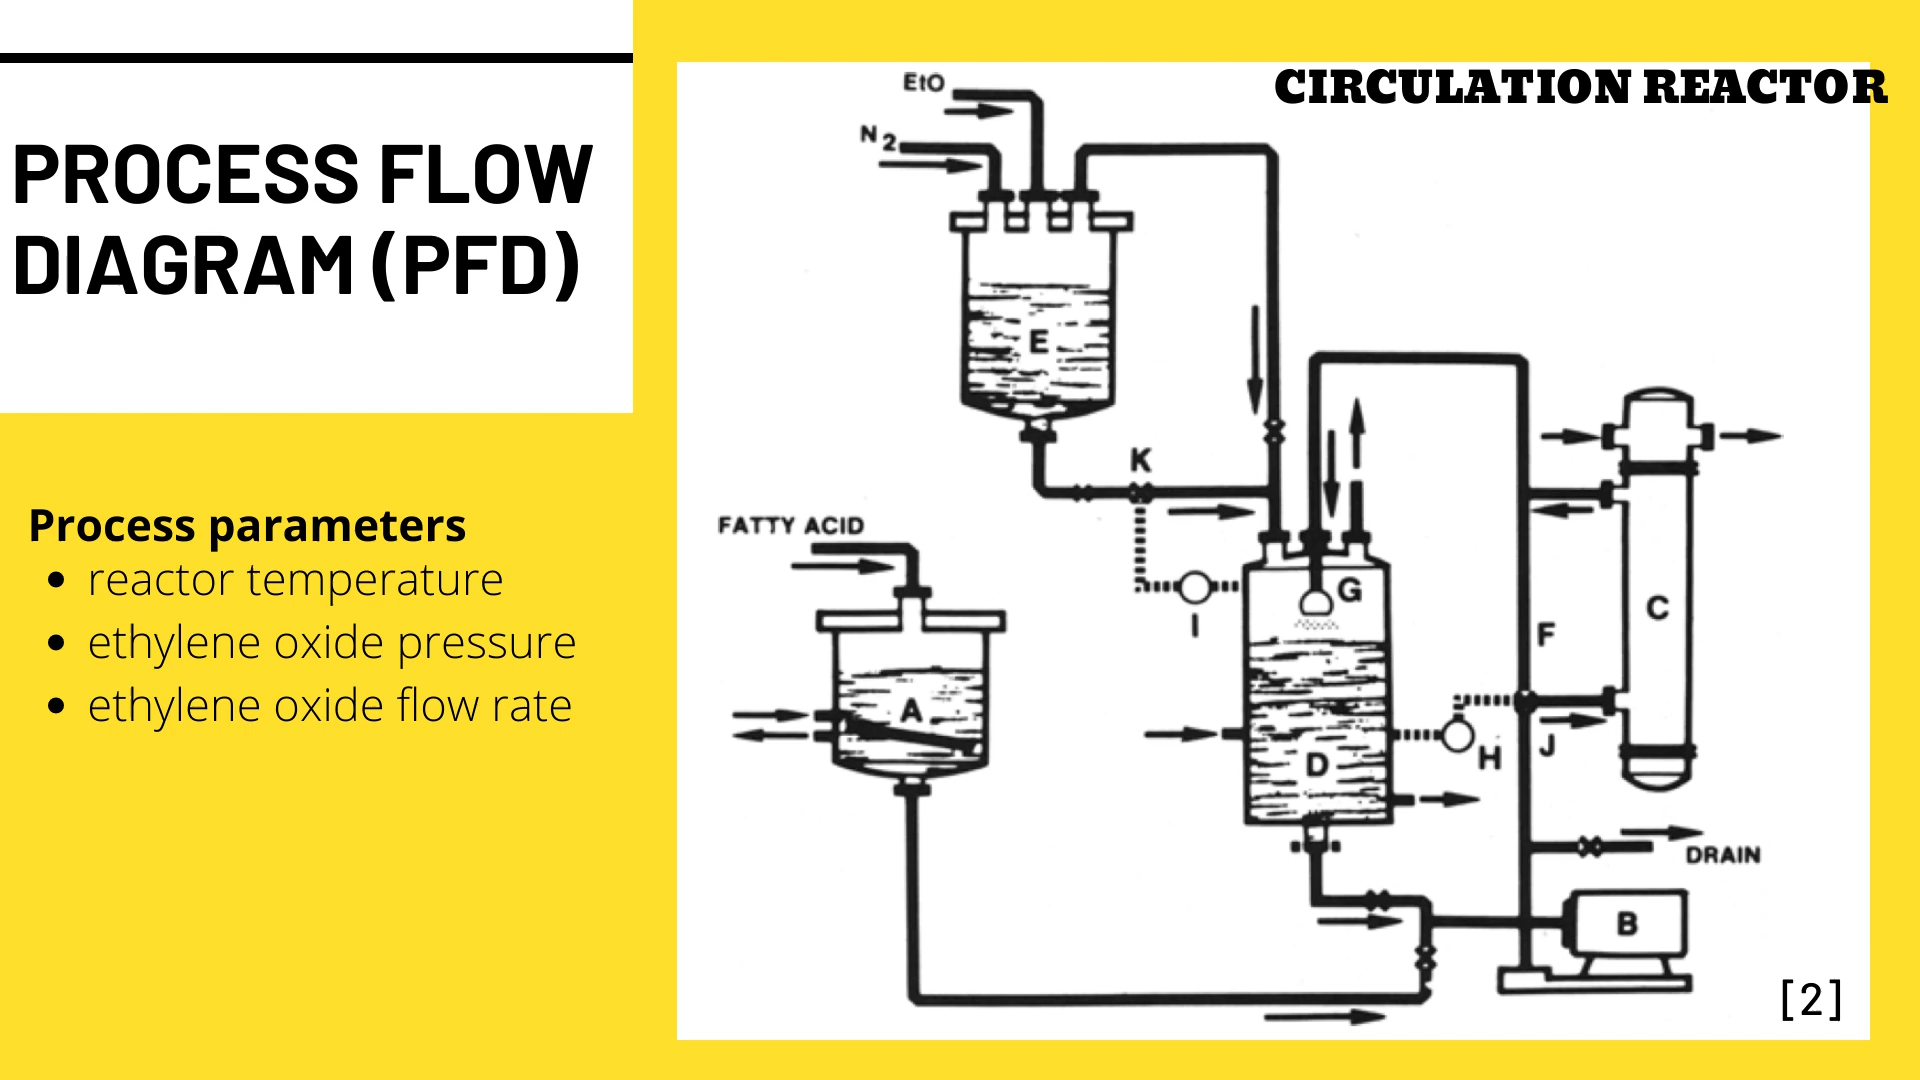 PROCESS FLOW
DIAGRAM (PFD)
Process parameters
• reactor temperature
• ethylene oxide pressure
• ethylene oxide flow rate
CIRCULATION REACTOR
EtO
N2
E
K
FATTY ACID
I
G
A
D
H
F
J
C
DRAIN
B
[2]